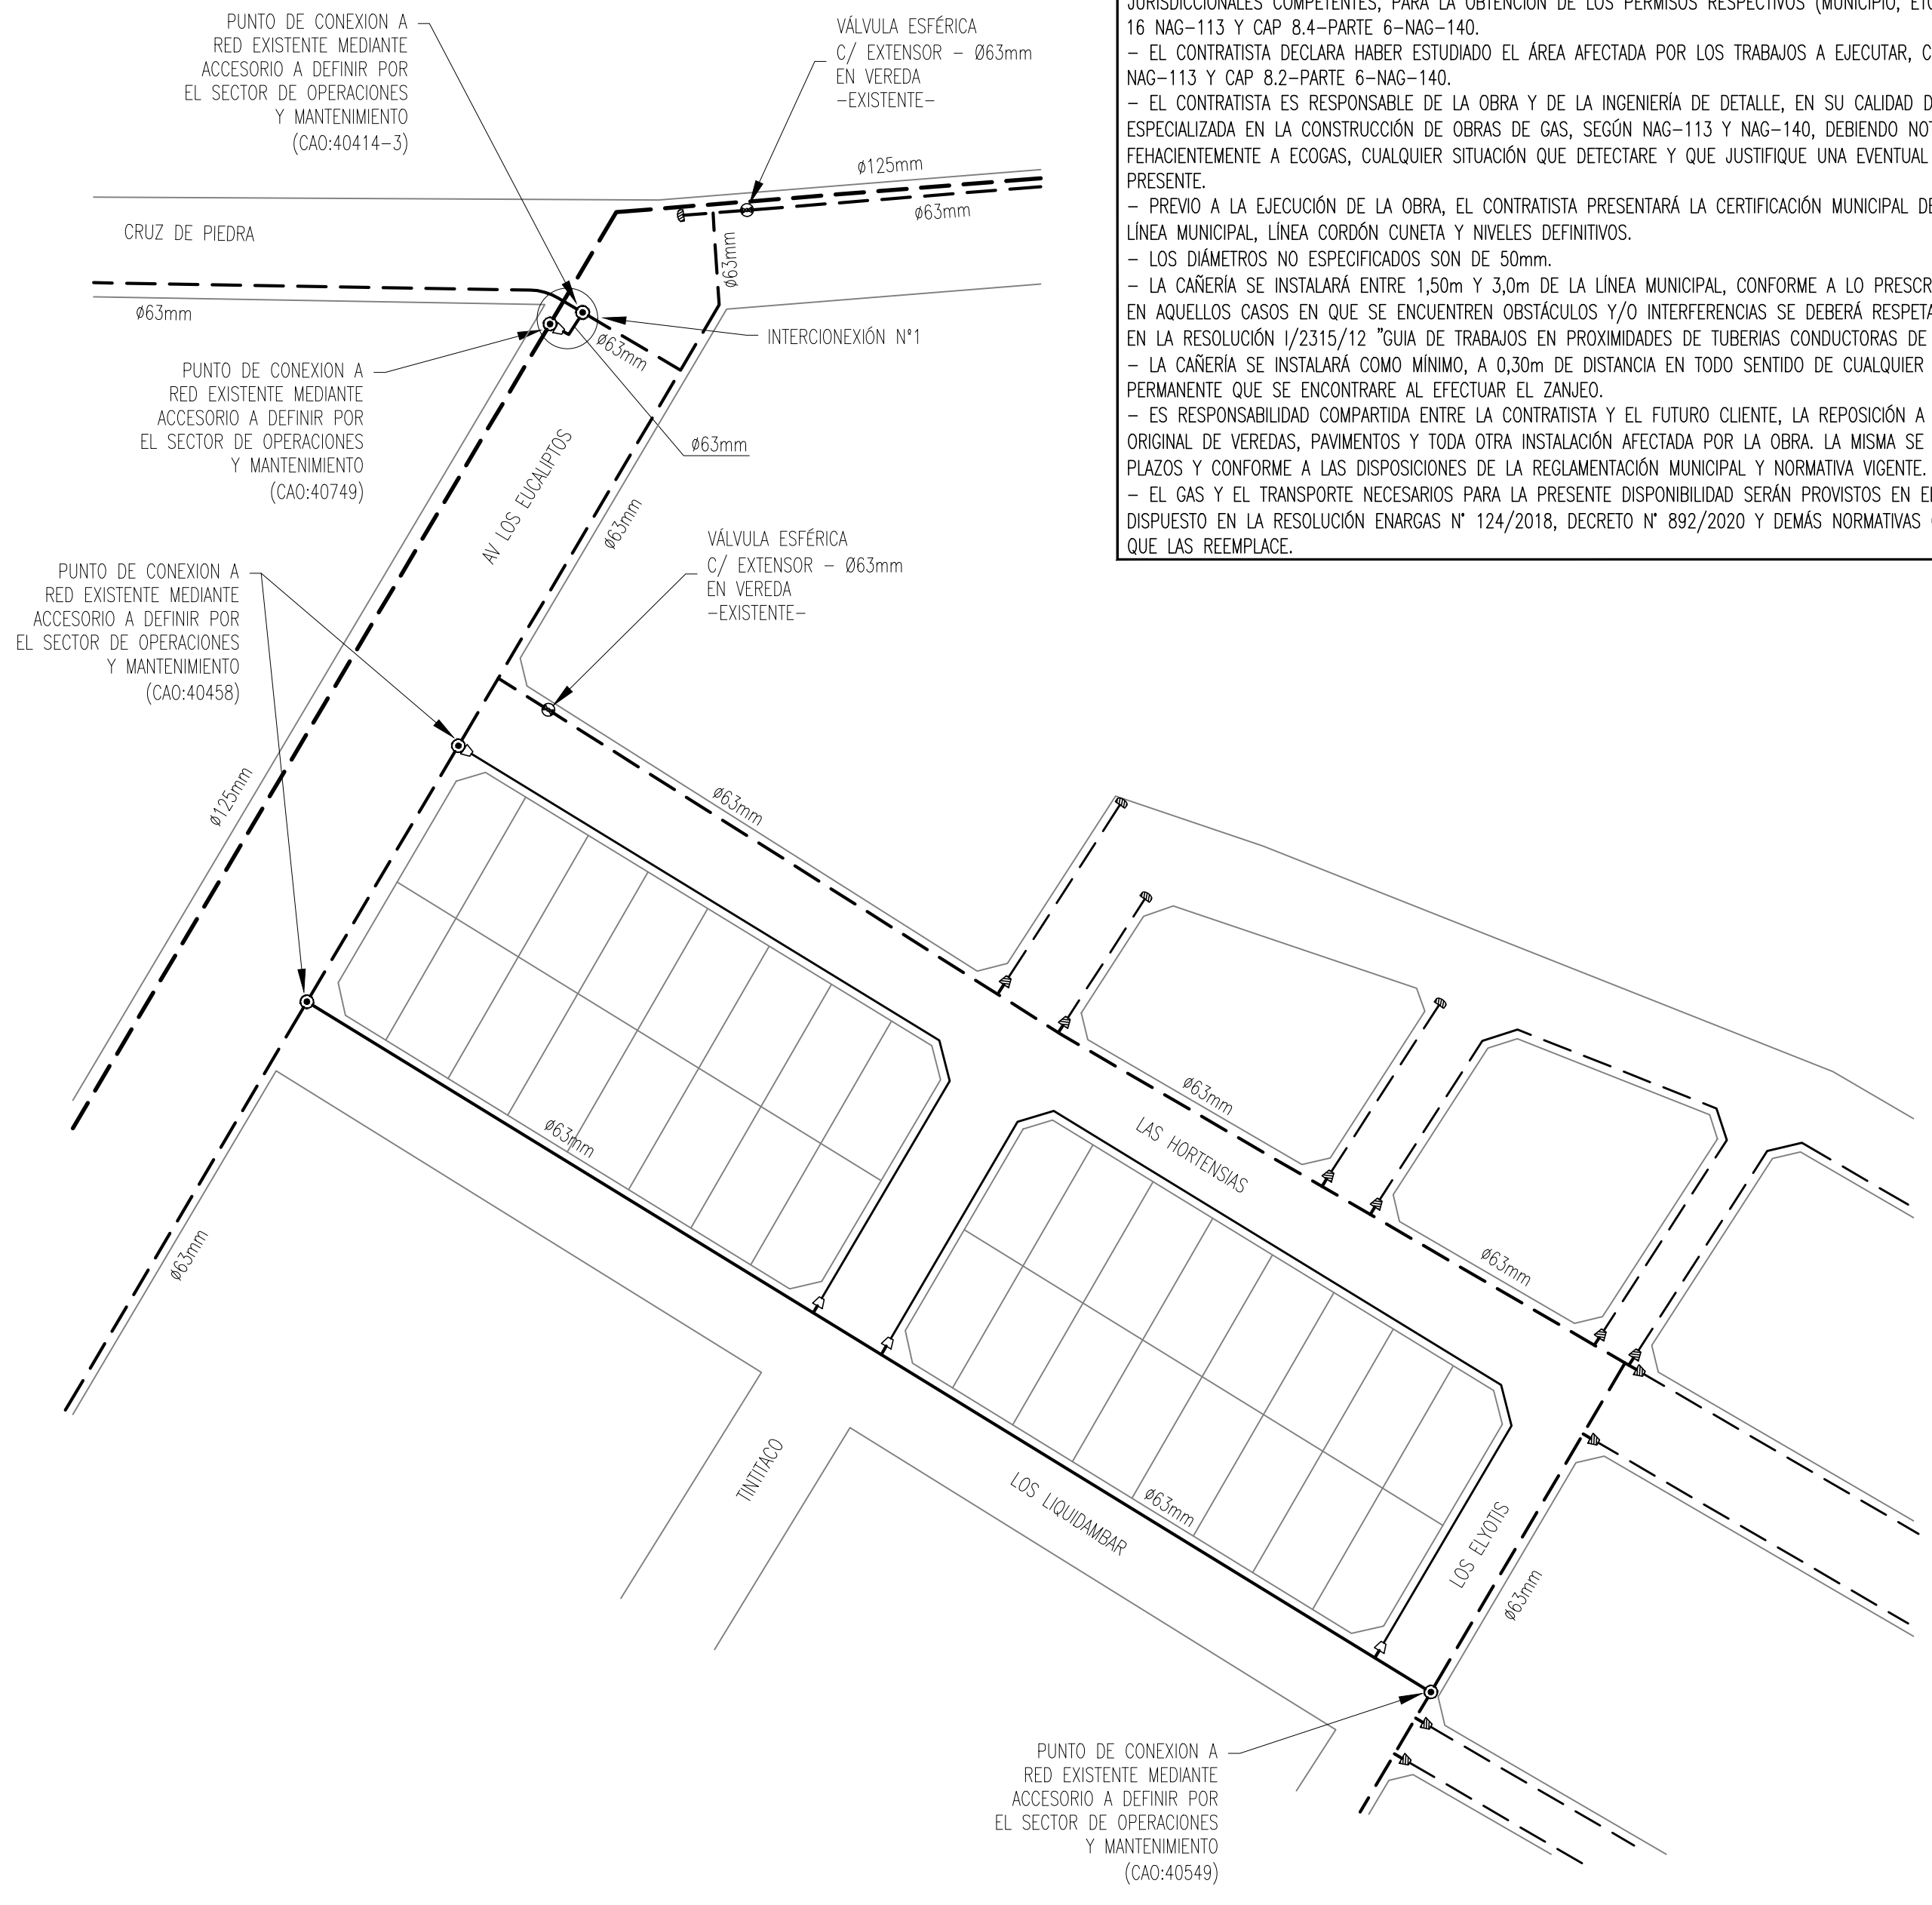 PUNTO DE CONEXION A
RED EXISTENTE MEDIANTE
ACCESORIO A DEFINIR POR
EL SECTOR DE OPERACIONES
Y MANTENIMIENTO
(CAO:40414-3)
VÁLVULA ESFÉRICA
C/ EXTENSOR - Ø63mm
EN VEREDA
-EXISTENTE-
JURISDICCIONALES COMPETENTES, PARA LA OBTENCIÓN DE LOS PERMISOS RESPECTIVOS (MUNICIPIO,
16 NAG-113 Y CAP 8.4-PARTE 6-NAG-140.
- EL CONTRATISTA DECLARA HABER ESTUDIADO EL ÁREA AFECTADA POR LOS TRABAJOS A EJECUTAR,
NAG-113 Y CAP 8.2-PARTE 6-NAG-140.
- EL CONTRATISTA ES RESPONSABLE DE LA OBRA Y DE LA INGENIERÍA DE DETALLE, EN SU CALIDAD
ESPECIALIZADA EN LA CONSTRUCCIÓN DE OBRAS DE GAS, SEGÚN NAG-113 Y NAG-140, DEBIENDO
FEHACIENTEMENTE A ECOGAS, CUALQUIER SITUACIÓN QUE DETECTARE Y QUE JUSTIFIQUE UNA EVENTUAL
PRESENTE.
- PREVIO A LA EJECUCIÓN DE LA OBRA, EL CONTRATISTA PRESENTARÁ LA CERTIFICACIÓN MUNICIPAL
LÍNEA MUNICIPAL, LÍNEA CORDÓN CUNETA Y NIVELES DEFINITIVOS.
- LOS DIÁMETROS NO ESPECIFICADOS SON DE 50mm.
- LA CAÑERÍA SE INSTALARÁ ENTRE 1,50m Y 3,0m DE LA LÍNEA MUNICIPAL, CONFORME A LO
EN AQUELLOS CASOS EN QUE SE ENCUENTREN OBSTÁCULOS Y/O INTERFERENCIAS SE DEBERÁ
EN LA RESOLUCIÓN I/2315/12 "GUIA DE TRABAJOS EN PROXIMIDADES DE TUBERIAS CONDUCTORAS DE
- LA CAÑERÍA SE INSTALARÁ COMO MÍNIMO, A 0,30m DE DISTANCIA EN TODO SENTIDO DE CUALQUIER
PERMANENTE QUE SE ENCONTRARE AL EFECTUAR EL ZANJEO.
- ES RESPONSABILIDAD COMPARTIDA ENTRE LA CONTRATISTA Y EL FUTURO CLIENTE, LA REPOSICIÓN A
ORIGINAL DE VEREDAS, PAVIMENTOS Y TODA OTRA INSTALACIÓN AFECTADA POR LA OBRA. LA MISMA SE
PLAZOS Y CONFORME A LAS DISPOSICIONES DE LA REGLAMENTACIÓN MUNICIPAL Y NORMATIVA VIGENTE.
- EL GAS Y EL TRANSPORTE NECESARIOS PARA LA PRESENTE DISPONIBILIDAD SERÁN PROVISTOS EN
DISPUESTO EN LA RESOLUCIÓN ENARGAS N° 124/2018, DECRETO N° 892/2020 Y DEMÁS NORMATIVAS
QUE LAS REEMPLACE.
ø125mm
ø63mm
CRUZ DE PIEDRA
ø63mm
ø63mm
INTERCIONEXIÓN N°1
ø63mm
PUNTO DE CONEXION A
RED EXISTENTE MEDIANTE
ACCESORIO A DEFINIR POR
EL SECTOR DE OPERACIONES
Y MANTENIMIENTO
(CAO:40749)
ø63mm
AV LOS EUCALIPTOS
ø63mm
VÁLVULA ESFÉRICA
C/ EXTENSOR - Ø63mm
EN VEREDA
-EXISTENTE-
PUNTO DE CONEXION A
RED EXISTENTE MEDIANTE
ACCESORIO A DEFINIR POR
EL SECTOR DE OPERACIONES
Y MANTENIMIENTO
(CAO:40458)
ø125mm
ø63mm
ø63mm
LAS HORTENSIAS
ø63mm
ø63mm
ø63mm
TINTITACO
LOS LIQUIDAMBAR
ø63mm
LOS ELYOTIS
ø63mm
PUNTO DE CONEXION A
RED EXISTENTE MEDIANTE
ACCESORIO A DEFINIR POR
EL SECTOR DE OPERACIONES
Y MANTENIMIENTO
(CAO:40549)